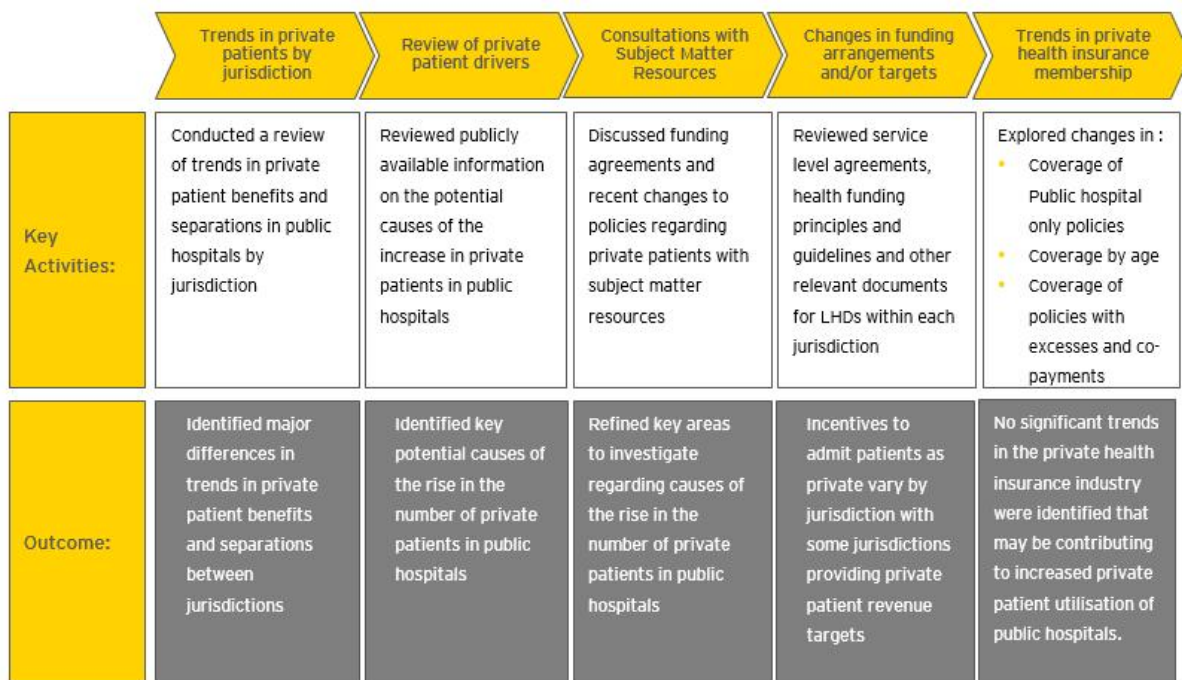 Trends in private
patients by
jurisdiction
Review of private
patient drivers
Consultations with
Subject Matter
Resources
Changes in funding
arrangements
and/or targets
Trends in private
health insurance
membership
Key
Activities:
Conducted a review
of trends in private
patient benefits and
separations in public
hospitals by
jurisdiction
Reviewed publicly
available information
on the potential
causes of the
increase in private
patients in public
hospitals
Discussed funding
agreements and
recent changes to
policies regarding
private patients with
subject matter
resources
Reviewed service
level agreements,
health funding
principles and
guidelines and other
relevant documents
for LHDs within each
jurisdiction
Explored changes in :
• Coverage of
Public hospital
only policies
• Coverage by age
• Coverage of
policies with
excesses and co-
payments
Outcome:
Identified major
differences in
trends in private
patient benefits
and separations
between
jurisdictions
Identified key
potential causes of
the rise in the
number of private
patients in public
hospitals
Refined key areas
to investigate
regarding causes of
the rise in the
number of private
patients in public
hospitals
Incentives to
admit patients as
private vary by
jurisdiction with
some jurisdictions
providing private
patient revenue
targets
No significant trends
in the private health
insurance industry
were identified that
may be contributing
to increased private
patient utilisation of
public hospitals.